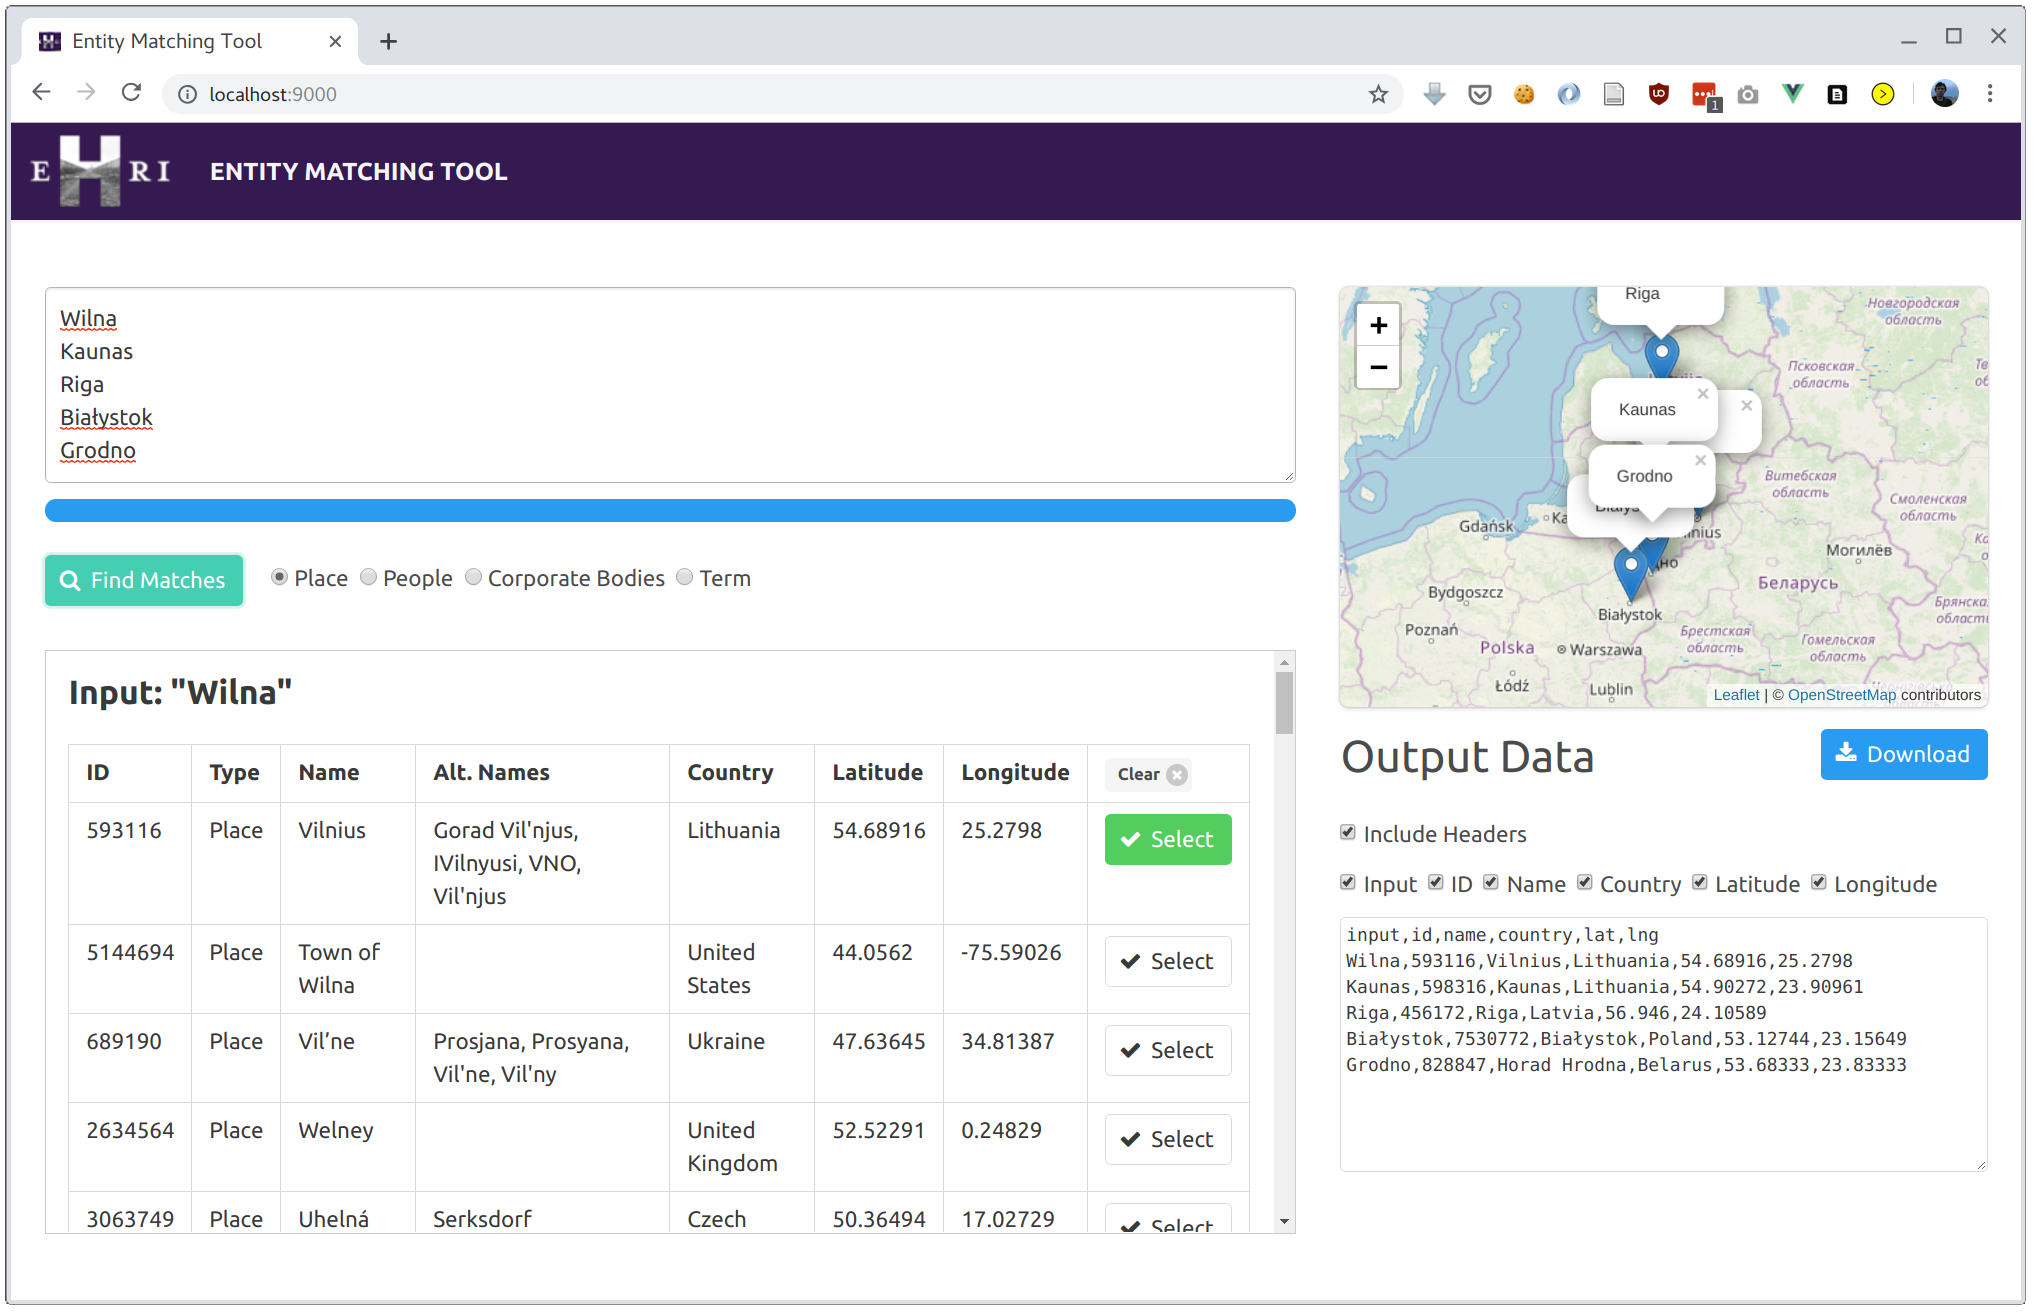 Entity Matching Tool
localhost:9000
1
E H RI
ENTITY MATCHING TOOL
Wilna
Kaunas
Riga
Białystok
Grodno
Find Matches
Place People Corporate Bodies Term
Input: "Wilna"
ID Type Name Alt. Names Country Latitude Longitude Clear
593116 Place Vilnius Gorad Vil'njus, Lithuania 54.68916 25.2798 Select
IVilnyusi, VNO,
Vil'njus
5144694 Place Town of United 44.0562 -75.59026 Select
Wilna States
689190 Place Vil’ne Prosjana, Prosyana, Ukraine 47.63645 34.81387 Select
Vil'ne, Vil'ny
2634564 Place Welney United 52.52291 0.24829 Select
Kingdom
3063749 Place Uhelná Serksdorf Czech 50.36494 17.02729 Select
+
−
Riga
Новгородская
область
Псковская
область
Kaunas
Grodno
Витебская
область
Смоленская
область
Gdańsk
Могилёв
Беларусь
Bydgoszcz
Białystok
Poznań
Polska
Warszawa
Брестская
область
Гомельская
область
Łódź
Lublin
Leaflet | © OpenStreetMap contributors
Output Data
Download
Include Headers
Input ID Name Country Latitude Longitude
input,id,name,country,lat,lng
Wilna,593116,Vilnius,Lithuania,54.68916,25.2798
Kaunas,598316,Kaunas,Lithuania,54.90272,23.90961
Riga,456172,Riga,Latvia,56.946,24.10589
Białystok,7530772,Białystok,Poland,53.12744,23.15649
Grodno,828847,Horad Hrodna,Belarus,53.68333,23.83333